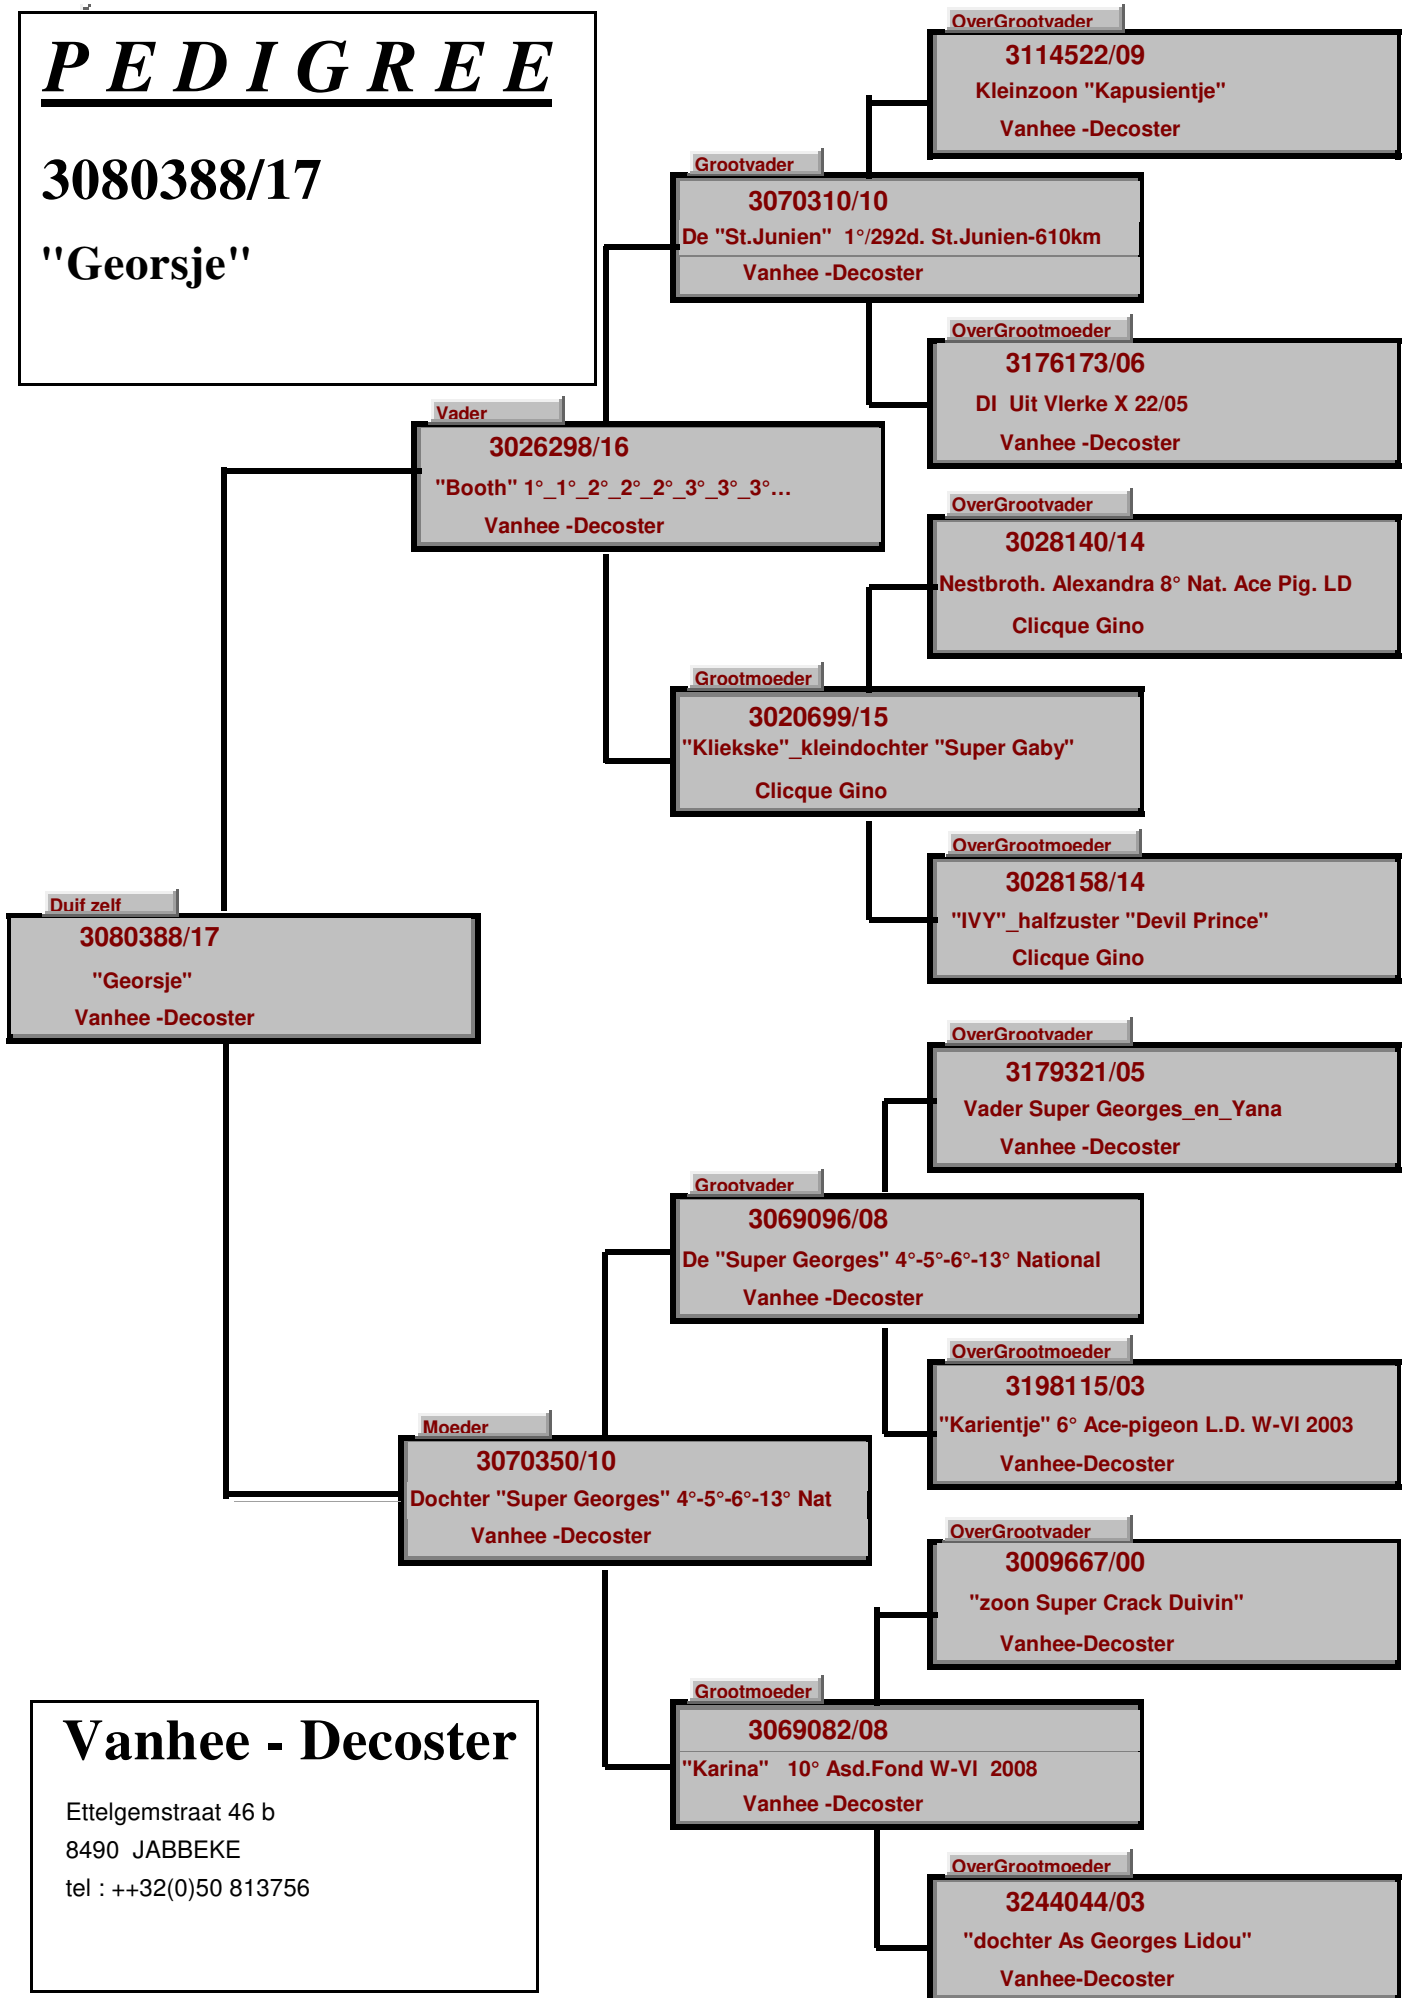 P E D I G R E E
3080388/17
"Georsje"
OverGrootvader
3114522/09
Kleinzoon "Kapusientje"
Vanhee -Decoster
Grootvader
3070310/10
De "St.Junien"  1°/292d. St.Junien-610km
Vanhee -Decoster
OverGrootmoeder
3176173/06
DI  Uit Vlerke X 22/05
Vanhee -Decoster
Vader
3026298/16
"Booth" 1°_1°_2°_2°_2°_3°_3°_3°...
Vanhee -Decoster
OverGrootvader
3028140/14
Nestbroth. Alexandra 8° Nat. Ace Pig. LD
Clicque Gino
Grootmoeder
3020699/15
"Kliekske"_kleindochter "Super Gaby"
Clicque Gino
OverGrootmoeder
3028158/14
"IVY"_halfzuster "Devil Prince"
Clicque Gino
Duif zelf
3080388/17
"Georsje"
Vanhee -Decoster
OverGrootvader
3179321/05
Vader Super Georges_en_Yana
Vanhee -Decoster
Grootvader
3069096/08
De "Super Georges" 4°-5°-6°-13° National
Vanhee -Decoster
OverGrootmoeder
3198115/03
"Karientje" 6° Ace-pigeon L.D. W-Vl 2003
Vanhee-Decoster
Moeder
3070350/10
Dochter "Super Georges" 4°-5°-6°-13° Nat
Vanhee -Decoster
OverGrootvader
3009667/00
"zoon Super Crack Duivin"
Vanhee-Decoster
Grootmoeder
3069082/08
"Karina"   10° Asd.Fond W-Vl  2008
Vanhee -Decoster
OverGrootmoeder
3244044/03
"dochter As Georges Lidou"
Vanhee-Decoster
Vanhee - Decoster
Ettelgemstraat 46 b
8490  JABBEKE
tel : ++32(0)50 813756